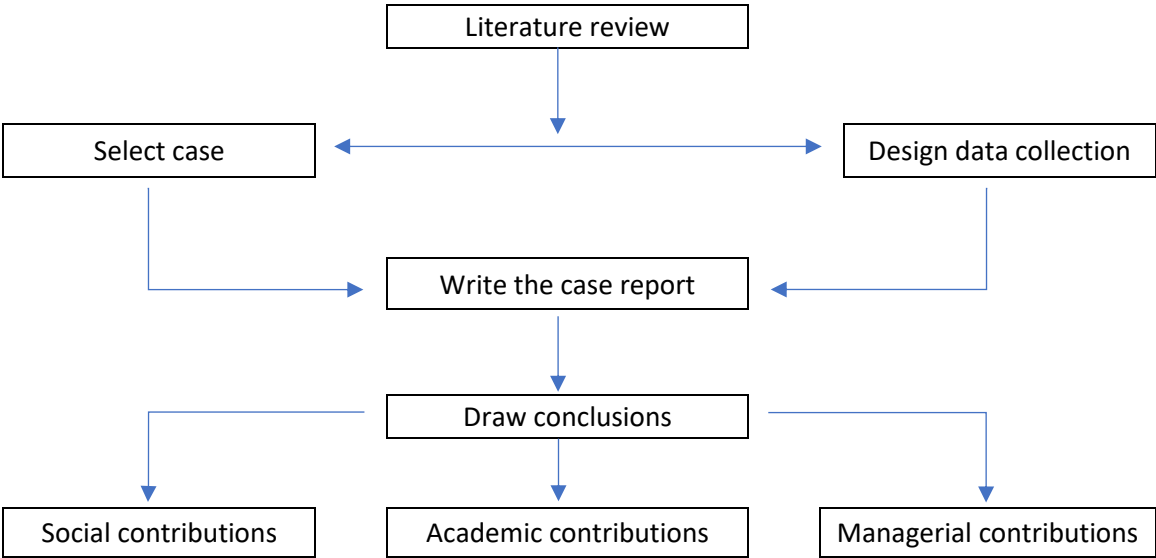 Literature review
Select case
Design data collection
Write the case report
Draw conclusions
Social contributions
Academic contributions
Managerial contributions